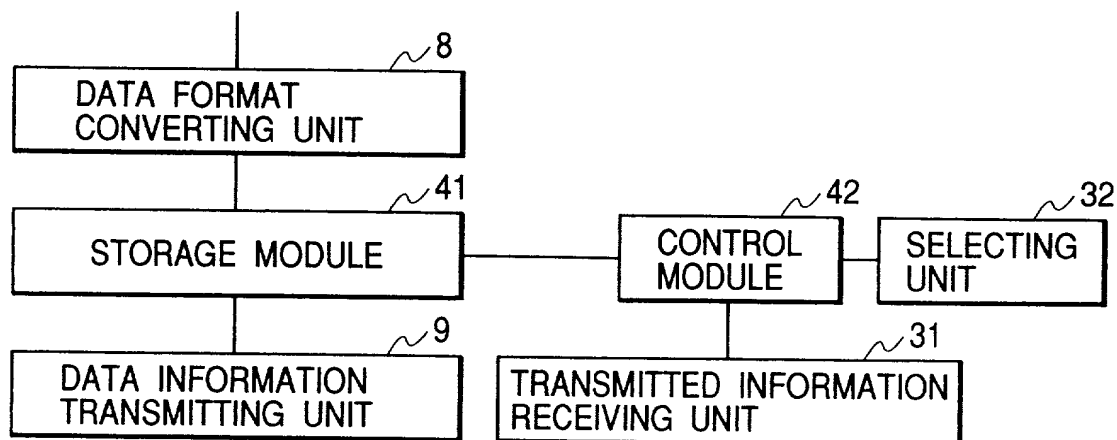 8
DATA FORMAT
CONVERTING UNIT
41
STORAGE MODULE
42
CONTROL
MODULE
32
SELECTING
UNIT
9
DATA INFORMATION
TRANSMITTING UNIT
31
TRANSMITTED INFORMATION
RECEIVING UNIT